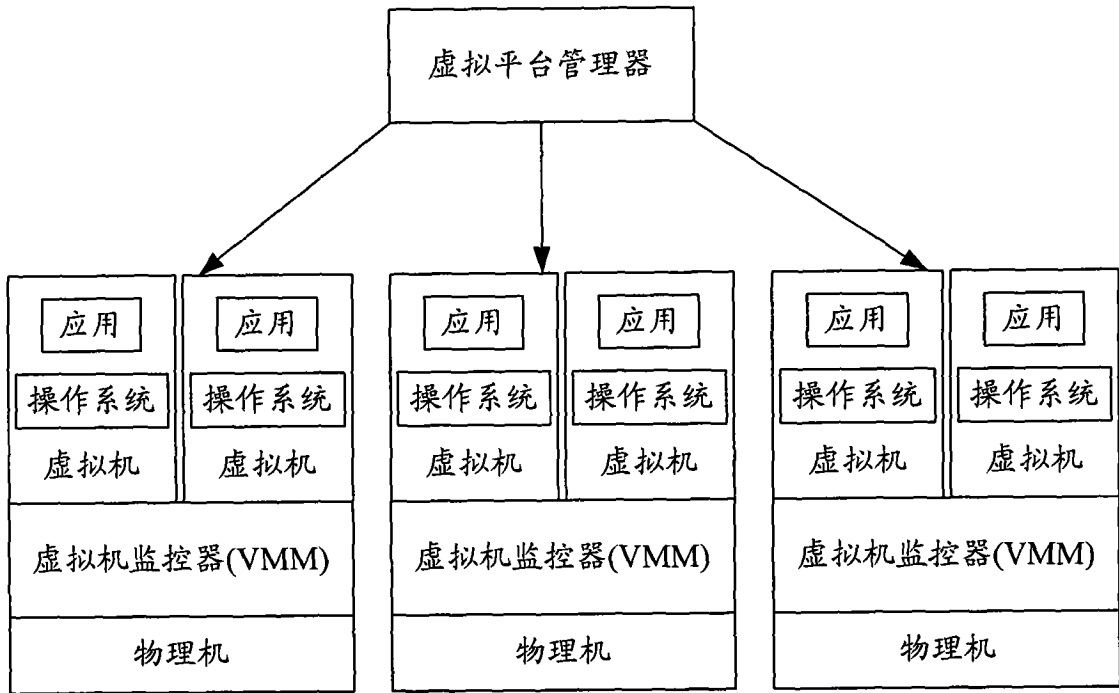 虚拟平台管理器
应用 应用 应用 应用 应用 应用
操作系统 操作系统 操作系统 操作系统 操作系统 操作系统
虚拟机 虚拟机 虚拟机 虚拟机 虚拟机 虚拟机
虚拟机监控器(VMM) 虚拟机监控器(VMM) 虚拟机监控器(VMM)
物理机 物理机 物理机